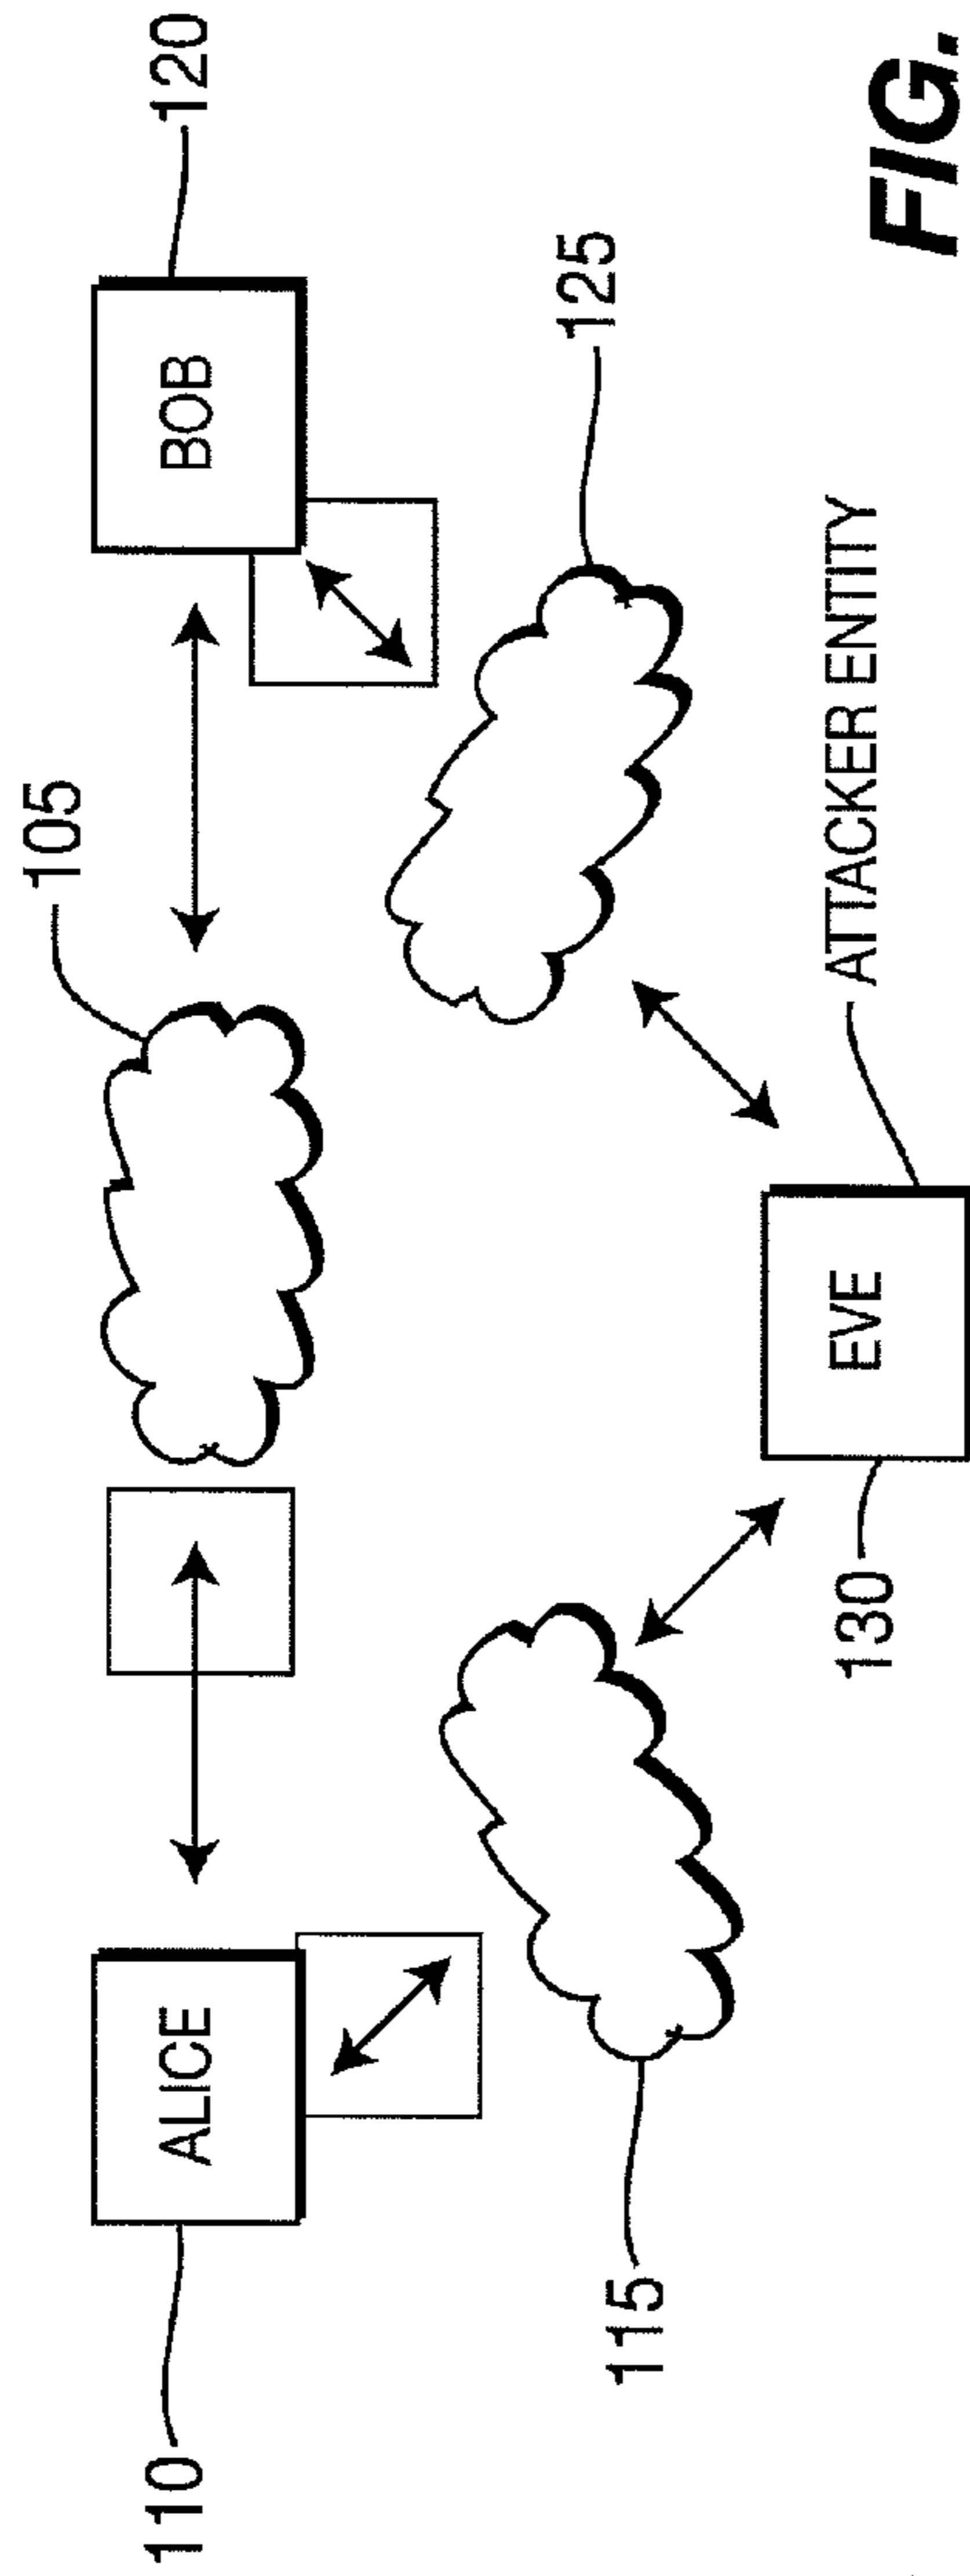 105
110
ALICE
BOB
120
115
125
130
EVE
ATTACKER ENTITY
FIG.